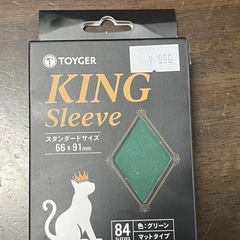 TOYGER
¥990
KING
Sleeve
スタンダードサイズ
66×91mm
84
SLEEVES
色:グリーン
マットタイプ